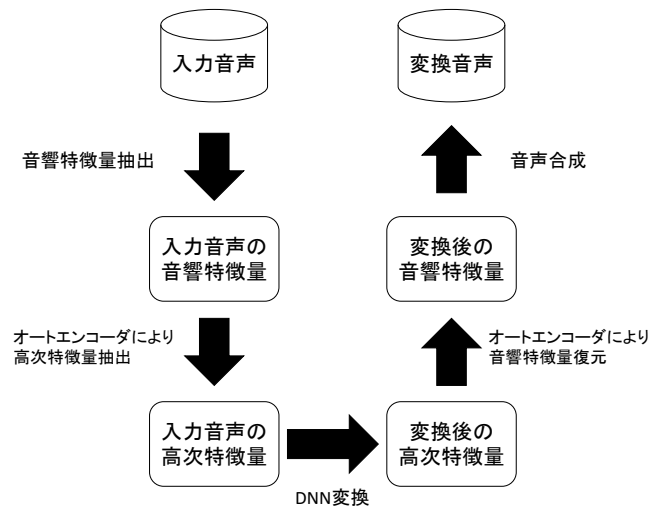 入力音声
変換音声
音響特徴量抽出
音声合成
入力音声の
音響特徴量
変換後の
音響特徴量
オートエンコーダにより
高次特徴量抽出
オートエンコーダにより
音響特徴量復元
入力音声の
高次特徴量
変換後の
高次特徴量
DNN変換